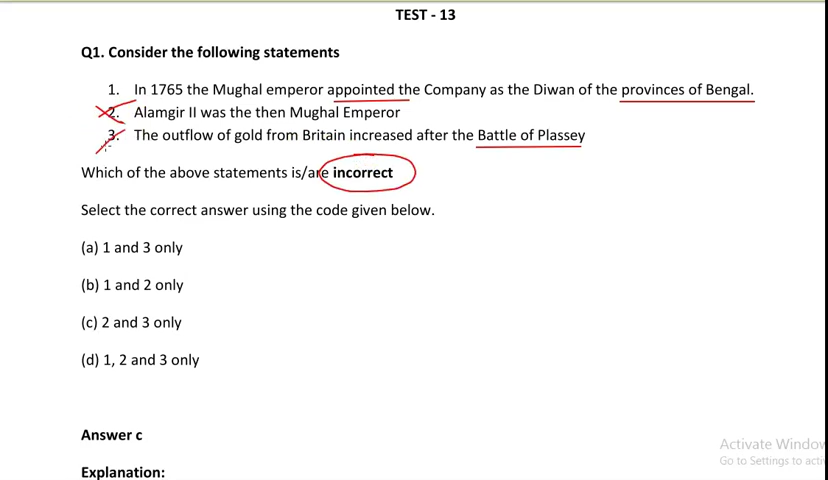 TEST - 13
Q1. Consider the following statements
1. In 1765 the Mughal emperor appointed the Company as the Diwan of the provinces of Bengal.
2. Alamgir II was the then Mughal Emperor
3. The outflow of gold from Britain increased after the Battle of Plassey
Which of the above statements is/are incorrect
Select the correct answer using the code given below.
(a) 1 and 3 only
(b) 1 and 2 only
(c) 2 and 3 only
(d) 1, 2 and 3 only
Answer c
Activate Window
Go to Settings to acti
Explanation: